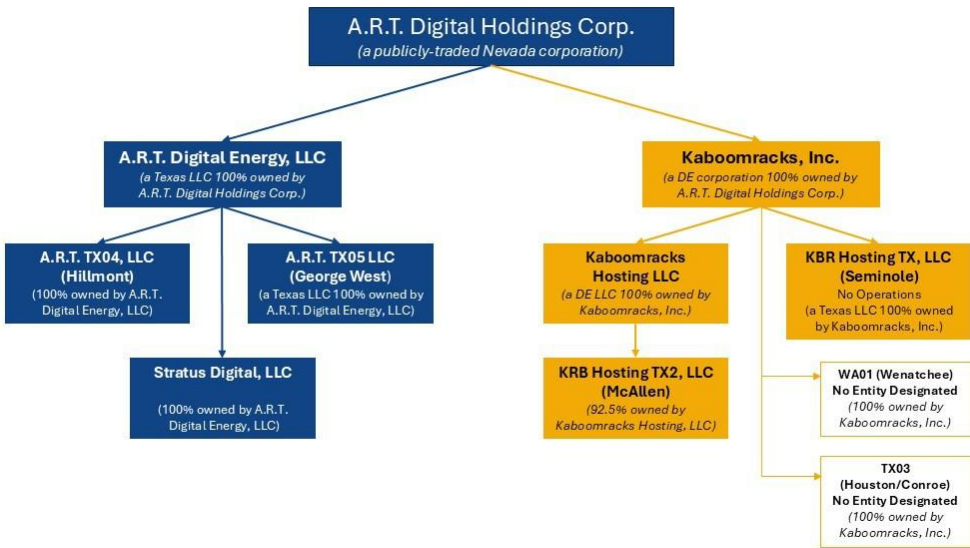 A.R.T. Digital Holdings Corp.
(a publicly-traded Nevada corporation)
A.R.T. Digital Energy, LLC
(a Texas LLC 100% owned by
A.R.T. Digital Holdings Corp.)
Kaboomracks, Inc.
(a DE corporation 100% owned by
A.R.T. Digital Holdings Corp.)
A.R.T. TX04, LLC
(Hillmont)
(100% owned by A.R.T.
Digital Energy, LLC)
A.R.T. TX05 LLC
(George West)
(a Texas LLC 100% owned by
A.R.T. Digital Energy, LLC)
Kaboomracks
Hosting LLC
(a DE LLC 100% owned by
Kaboomracks, Inc.)
KBR Hosting TX, LLC
(Seminole)
No Operations
(a Texas LLC 100% owned
by Kaboomracks, Inc.)
Stratus Digital, LLC
(100% owned by A.R.T.
Digital Energy, LLC)
KRB Hosting TX2, LLC
(McAllen)
(92.5% owned by
Kaboomracks Hosting, LLC)
WA01 (Wenatchee)
No Entity Designated
(100% owned by
Kaboomracks, Inc.)
TX03
(Houston/Conroe)
No Entity Designated
(100% owned by
Kaboomracks, Inc.)